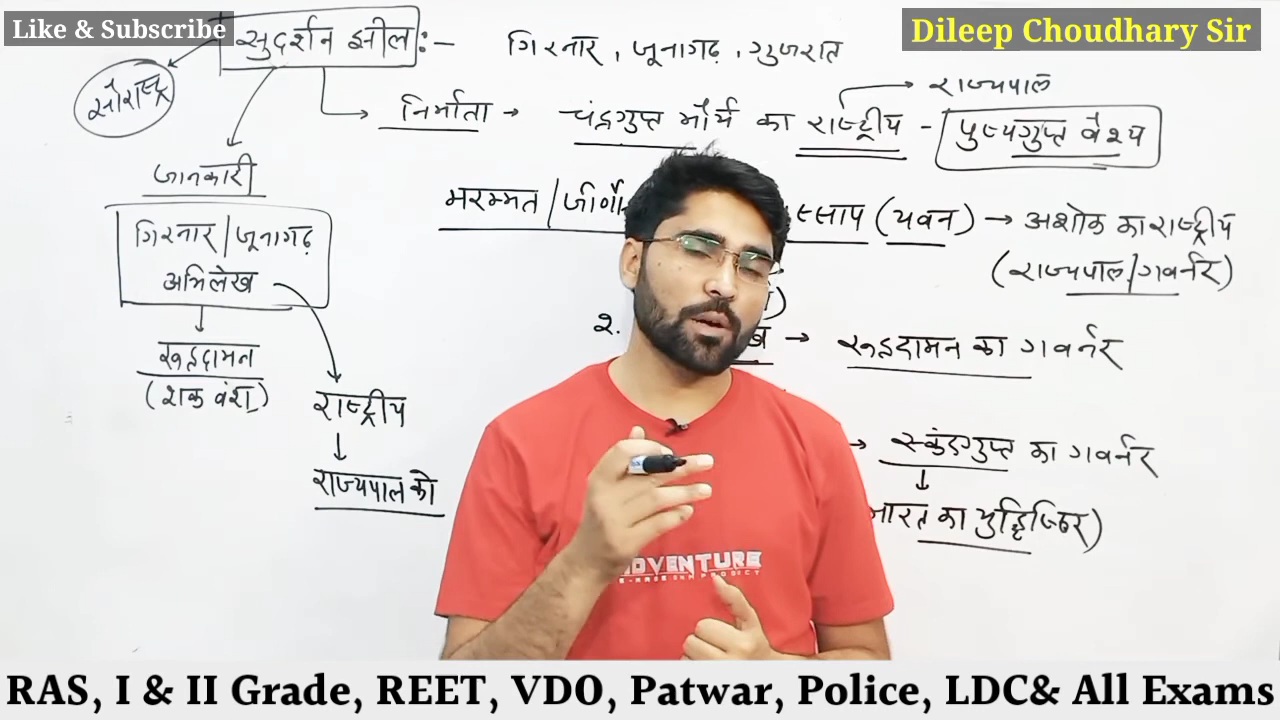 Like & Subscribe
Dileep Choudhary Sir
सुदर्शन झील :- गिरनार, जूनागढ़, गुजरात
सौराष्ट्र
राज्यपाल
निर्माता → चंद्रगुप्त मौर्य का राष्ट्रीय - पुष्यगुप्त वैश्य
जानकारी
मरम्मत / (यवन) → अशोक का राष्ट्रीय
(राज्यपाल/गवर्नर)
गिरनार/जूनागढ़
अभिलेख
२. → रूद्रदामन का गवर्नर
रूद्रदामन
(शक वंश)
राष्ट्रीय
→ स्कंदगुप्त का गवर्नर
राज्यपाल को
का युद्धिष्ठिर)
ADVENTURE
RAS, I & II Grade, REET, VDO, Patwar, Police, LDC& All Exams